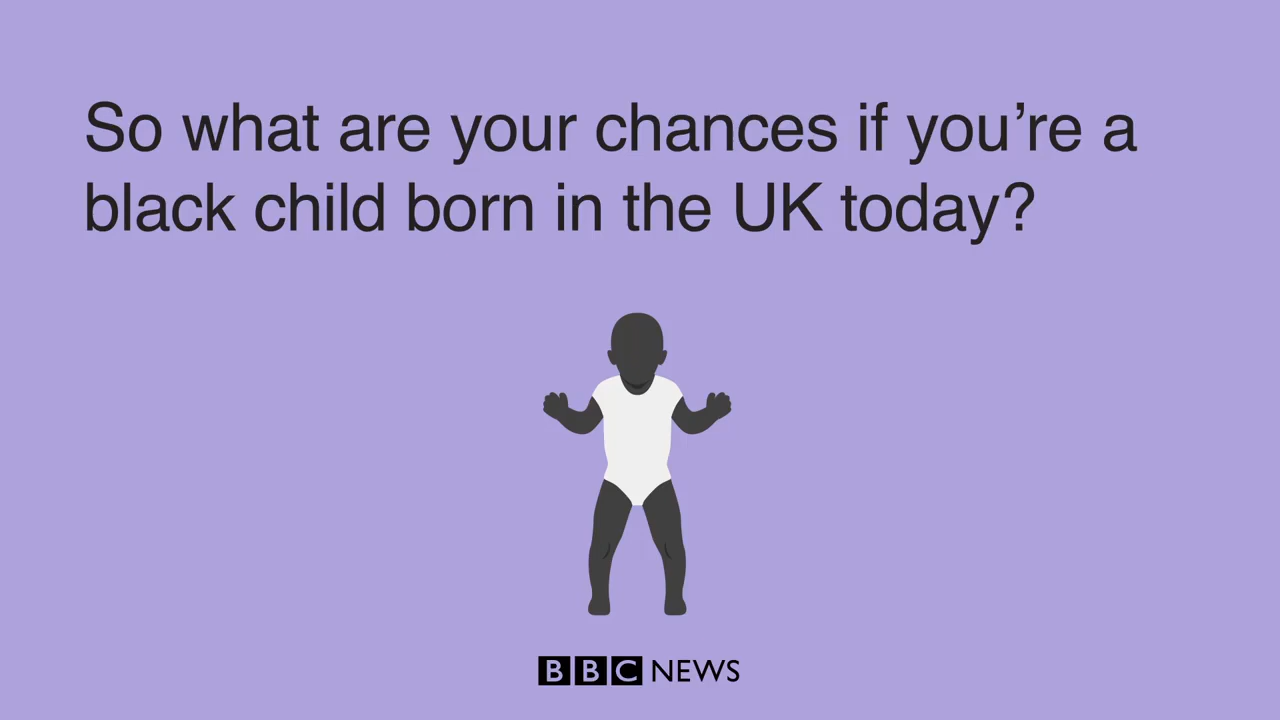 So what are your chances if you’re a
black child born in the UK today?
BBC NEWS